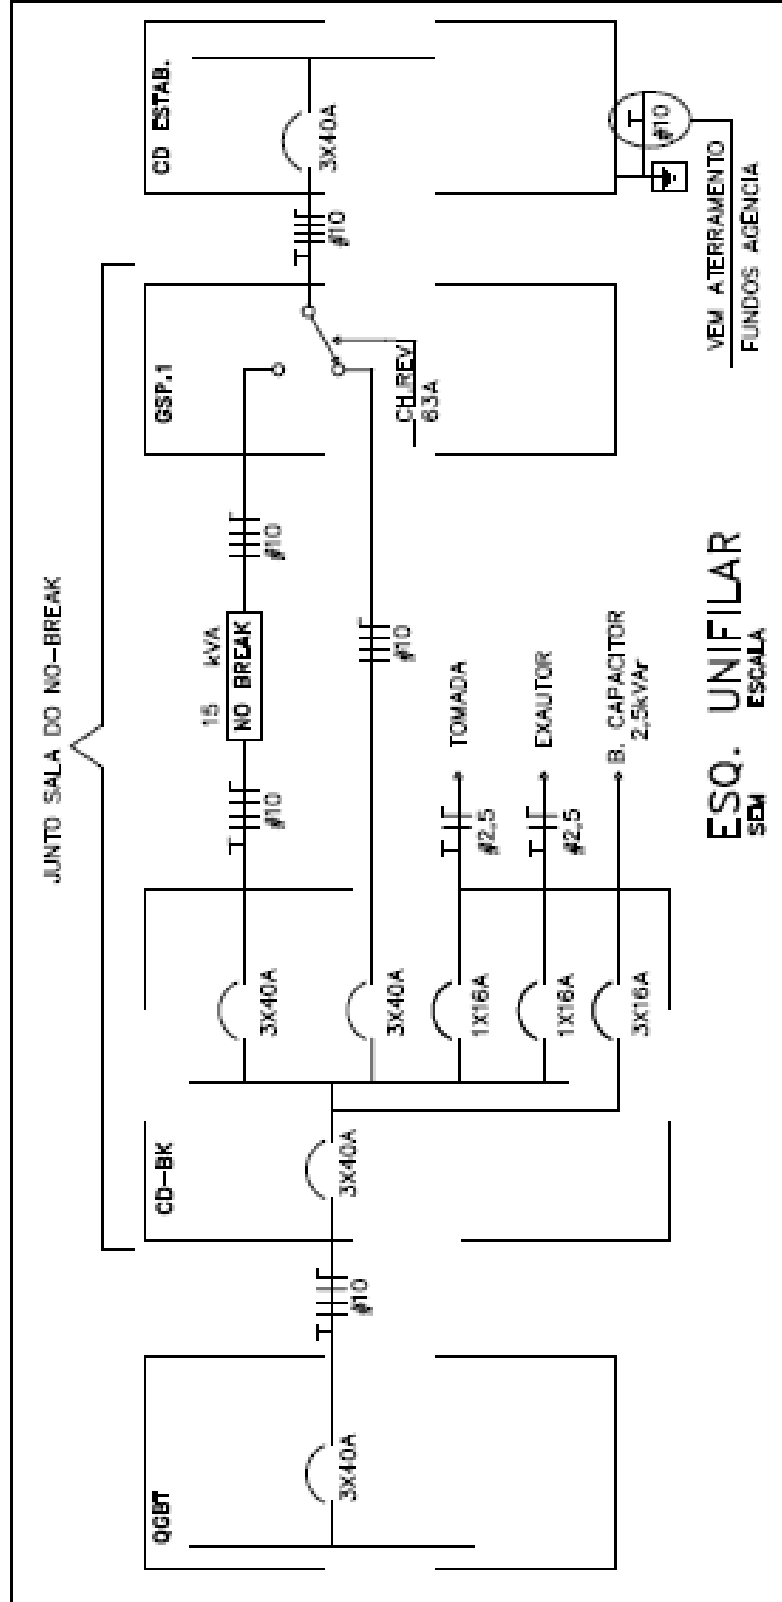 JUNTO SALA DO NO-BREAK
QGBT
3X40A
#10
CD-BK
3X40A
3X40A
3X40A
1X16A
1X16A
3X16A
#10
15 kVA
NO BREAK
#10
#10
#2,5
TOMADA
#2,5
EXAUTOR
B. CAPACITOR
2,5kVAr
GSP.1
CH.REV
63A
#10
CD ESTAB.
3X40A
#10
VEM ATERRAMENTO
FUNDOS AGENCIA
ESQ. UNIFILAR
SEM ESCALA